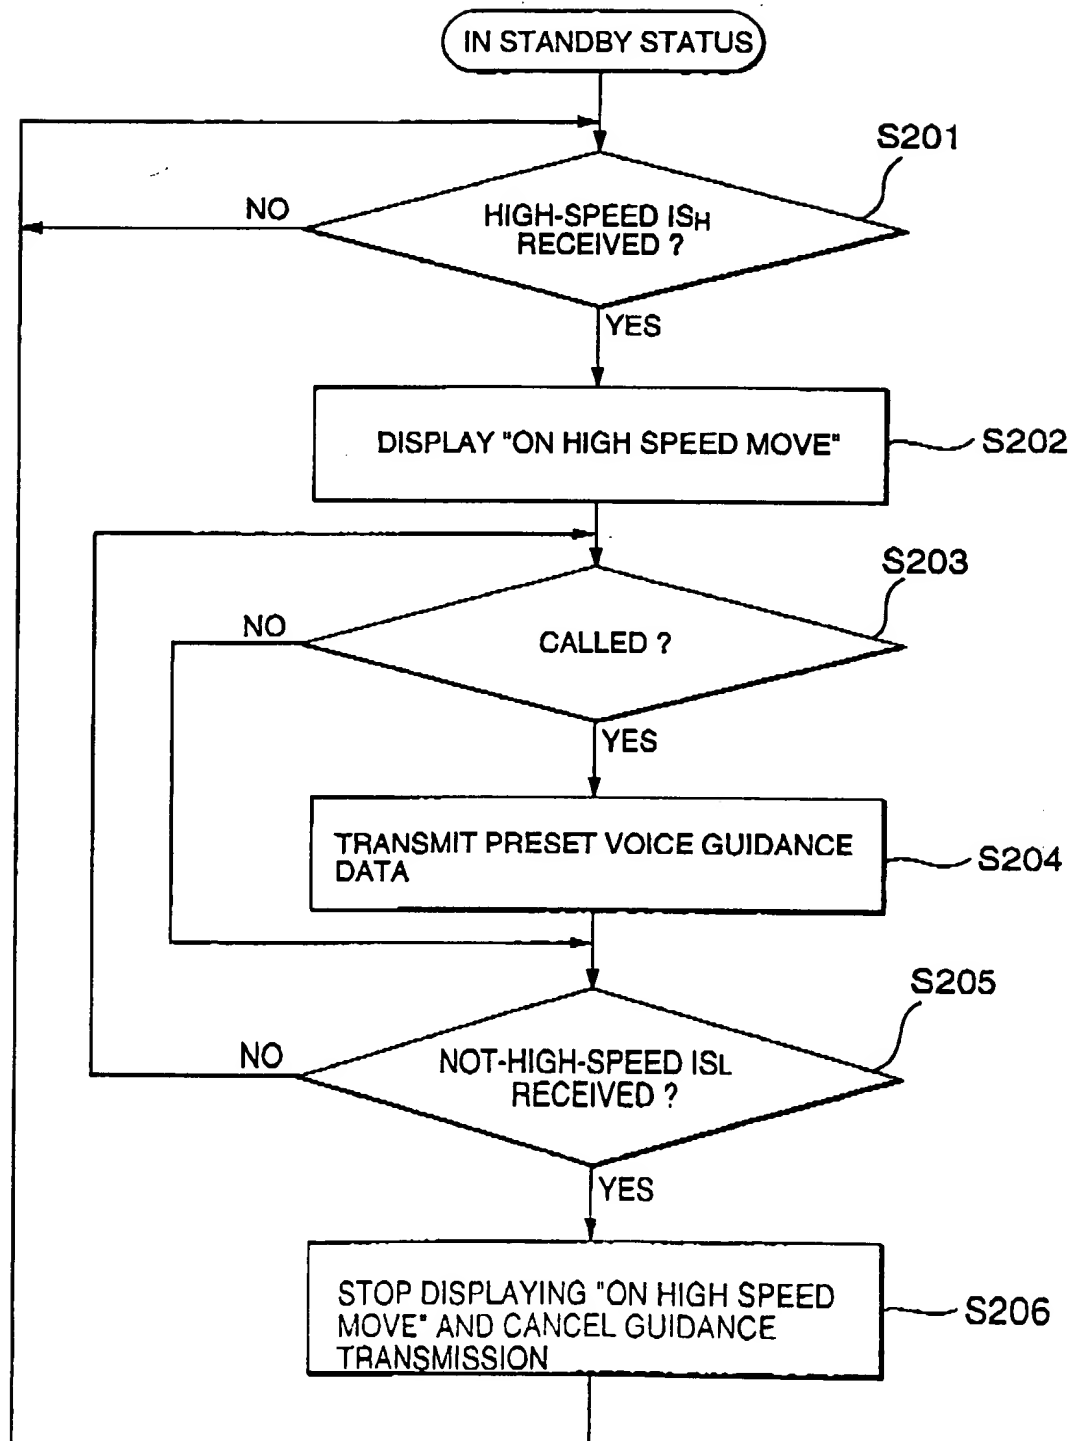 IN STANDBY STATUS
S201
NO
HIGH-SPEED ISH
RECEIVED ?
YES
DISPLAY "ON HIGH SPEED MOVE"
S202
S203
NO
CALLED ?
YES
TRANSMIT PRESET VOICE GUIDANCE
DATA
S204
S205
NO
NOT-HIGH-SPEED ISL
RECEIVED ?
YES
STOP DISPLAYING "ON HIGH SPEED
MOVE" AND CANCEL GUIDANCE
TRANSMISSION
S206